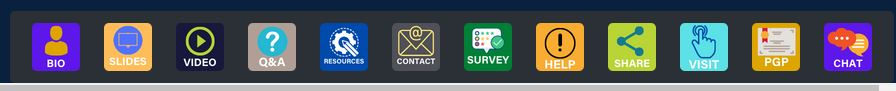 BIO
SLIDES
VIDEO
Q&A
RESOURCES
CONTACT
SURVEY
HELP
SHARE
VISIT
PGP
CHAT